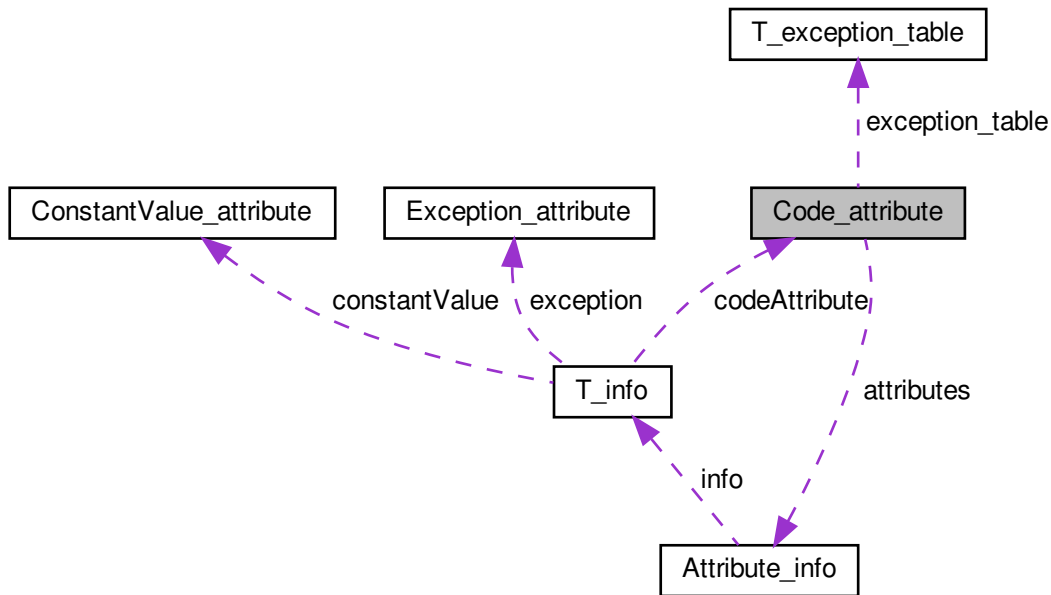 T_exception_table
exception_table
ConstantValue_attribute
Exception_attribute
Code_attribute
constantValue
exception
codeAttribute
T_info
attributes
info
Attribute_info